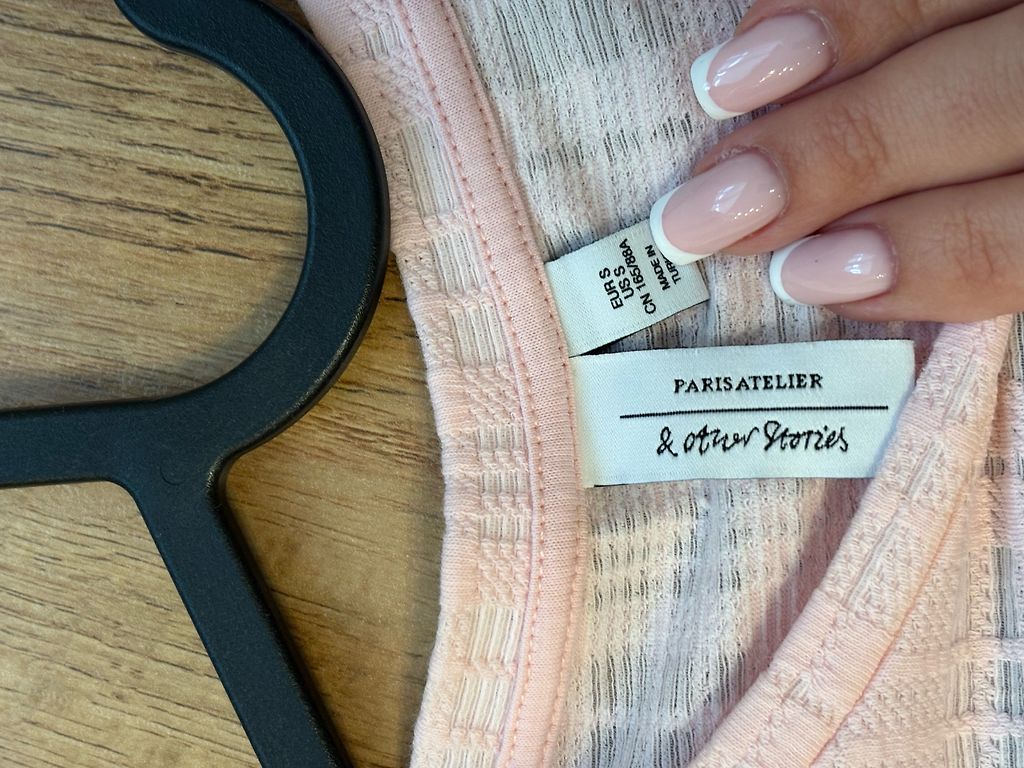 EUR S
US S
CN 165/88A
MADE IN
PARIS ATELIER
& other Stories